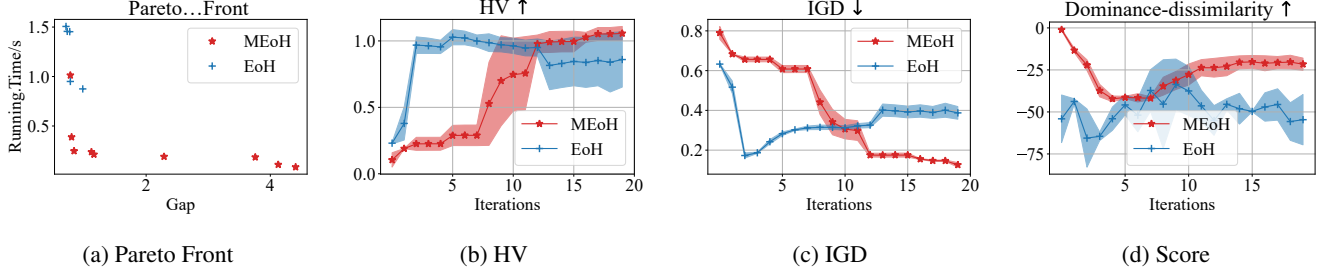 Pareto...Front
1.5
1.0
0.5
Running.Time/s
MEoH
EoH
2
4
Gap
(a) Pareto Front
HV ↑
1.0
0.5
0.0
MEoH
EoH
5
10
15
20
Iterations
(b) HV
IGD ↓
0.8
0.6
0.4
0.2
MEoH
EoH
5
10
15
20
Iterations
(c) IGD
Dominance-dissimilarity ↑
0
−25
−50
−75
MEoH
EoH
0
5
10
15
20
Iterations
(d) Score